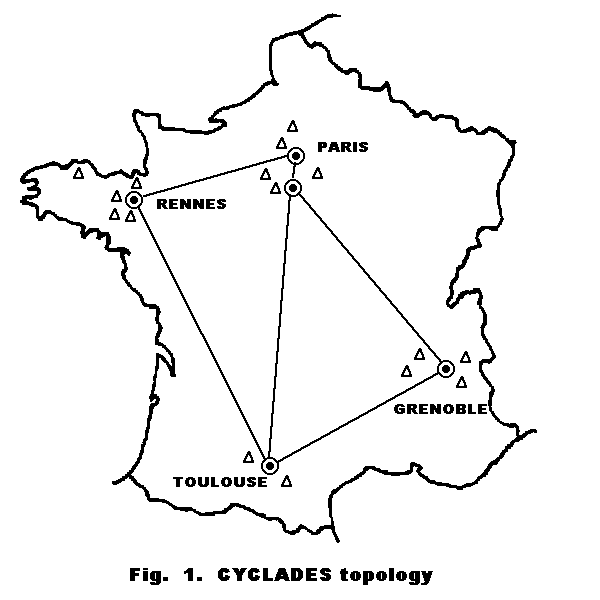 PARIS
RENNES
GRENOBLE
TOULOUSE
Fig. 1. CYCLADES topology